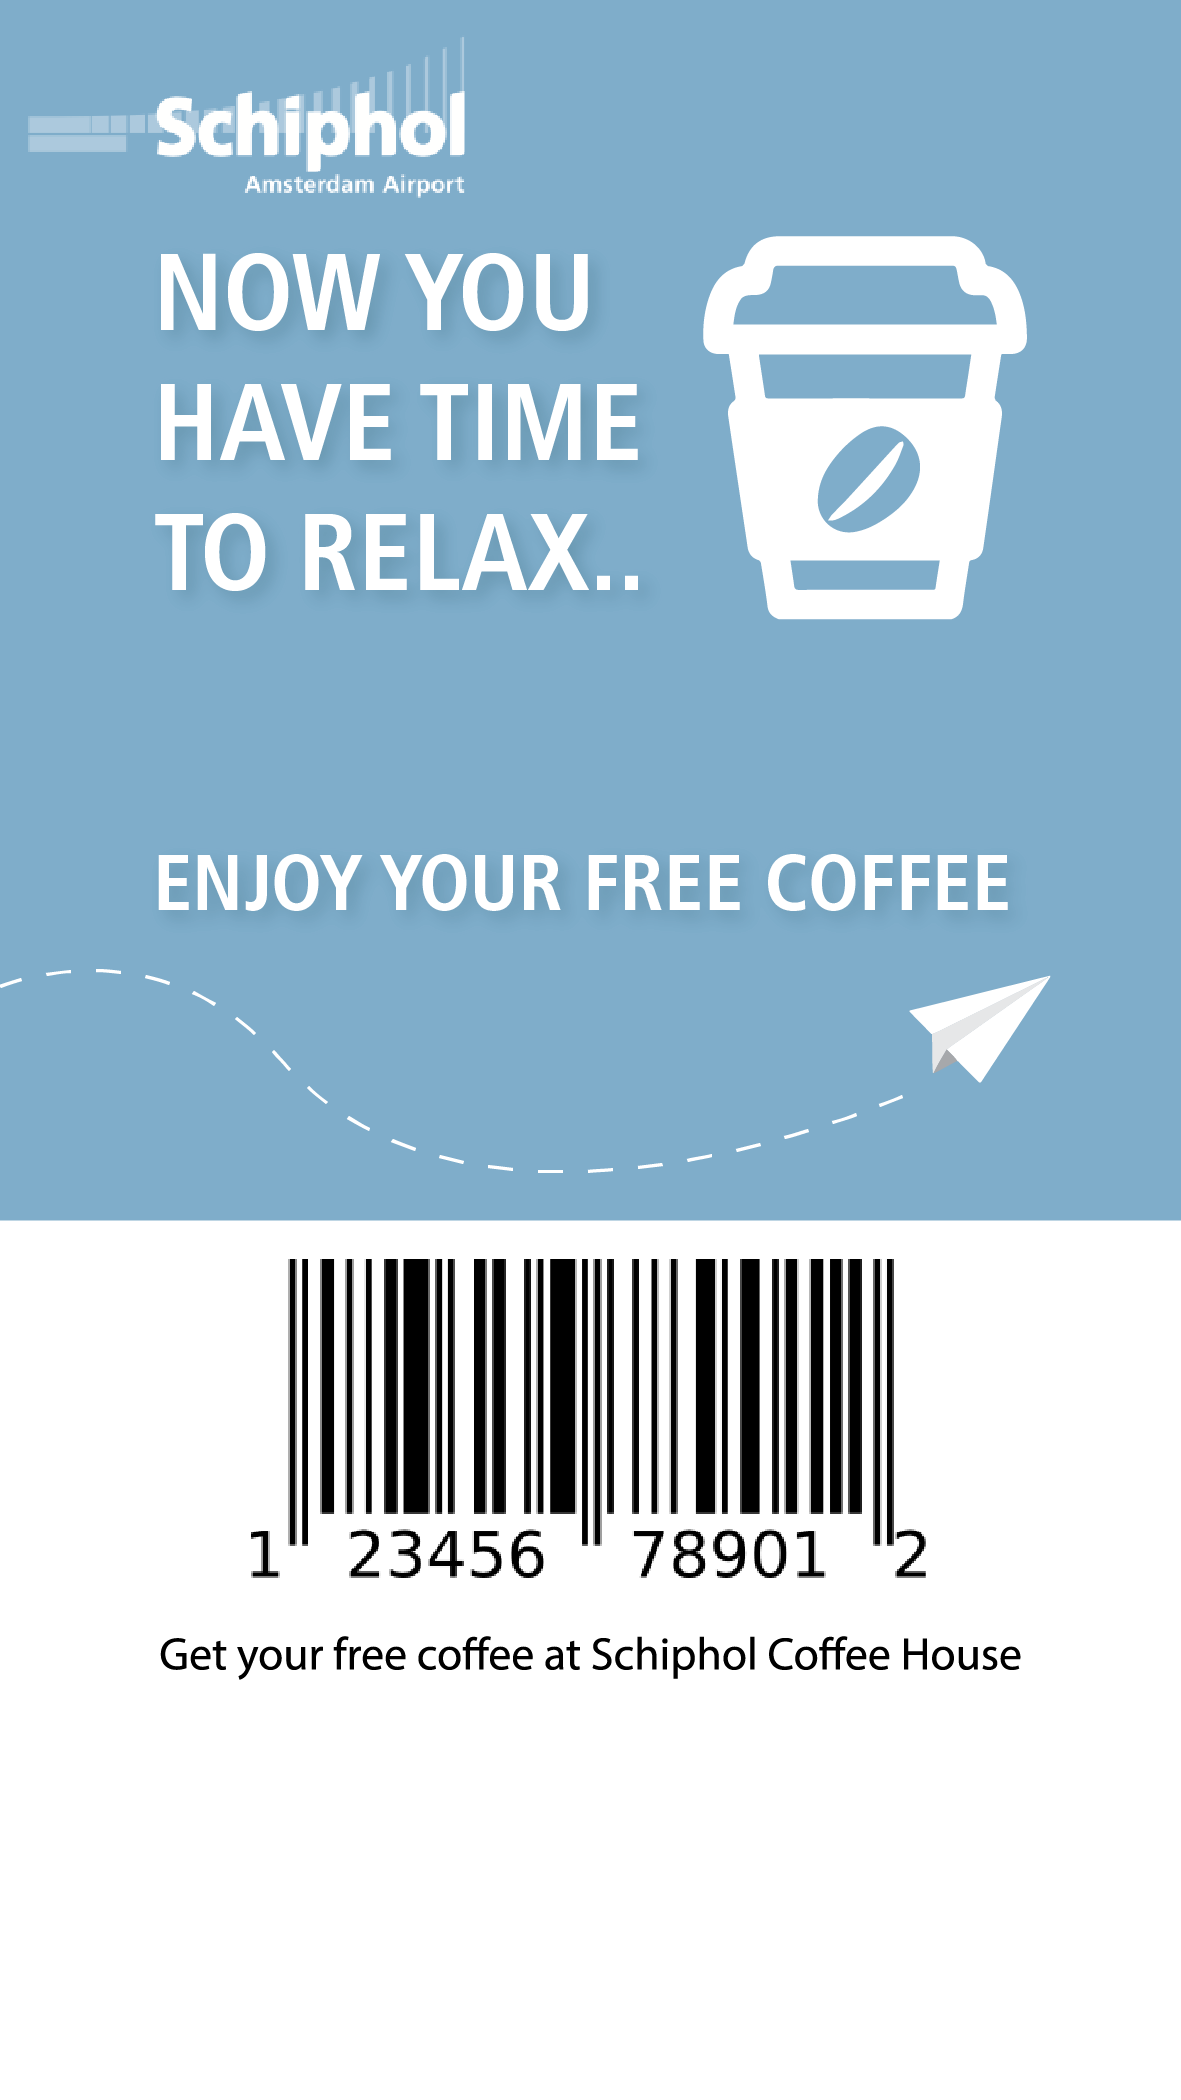 Schiphol
Amsterdam Airport
NOW YOU
HAVE TIME
TO RELAX..
ENJOY YOUR FREE COFFEE
1 23456 78901 2
Get your free coffee at Schiphol Coffee House